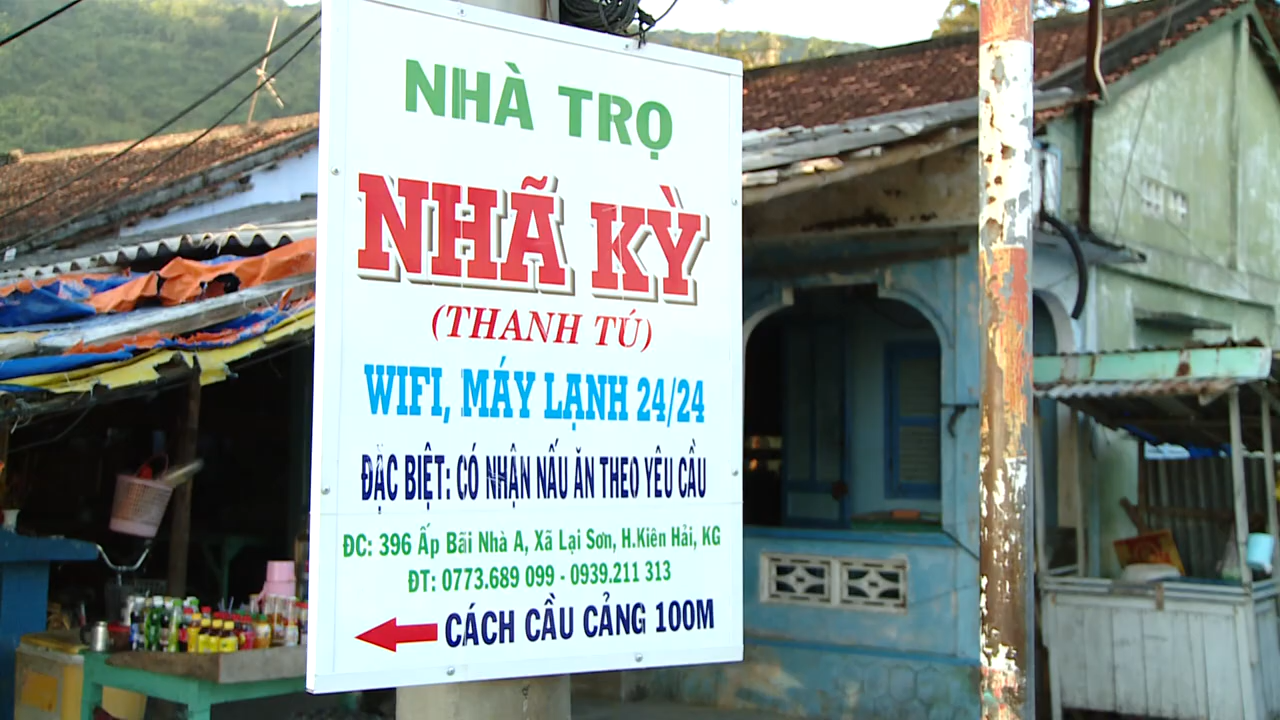 NHÀ TRỌ
NHÃ KỲ
(THANH TÚ)
WIFI, MÁY LẠNH 24/24
ĐẶC BIỆT: CÓ NHẬN NẤU ĂN THEO YÊU CẦU
ĐC: 396 Ấp Bãi Nhà A, Xã Lại Sơn, H.Kiên Hải, KG
ĐT: 0773.689 099 - 0939.211 313
CÁCH CẦU CẢNG 100M